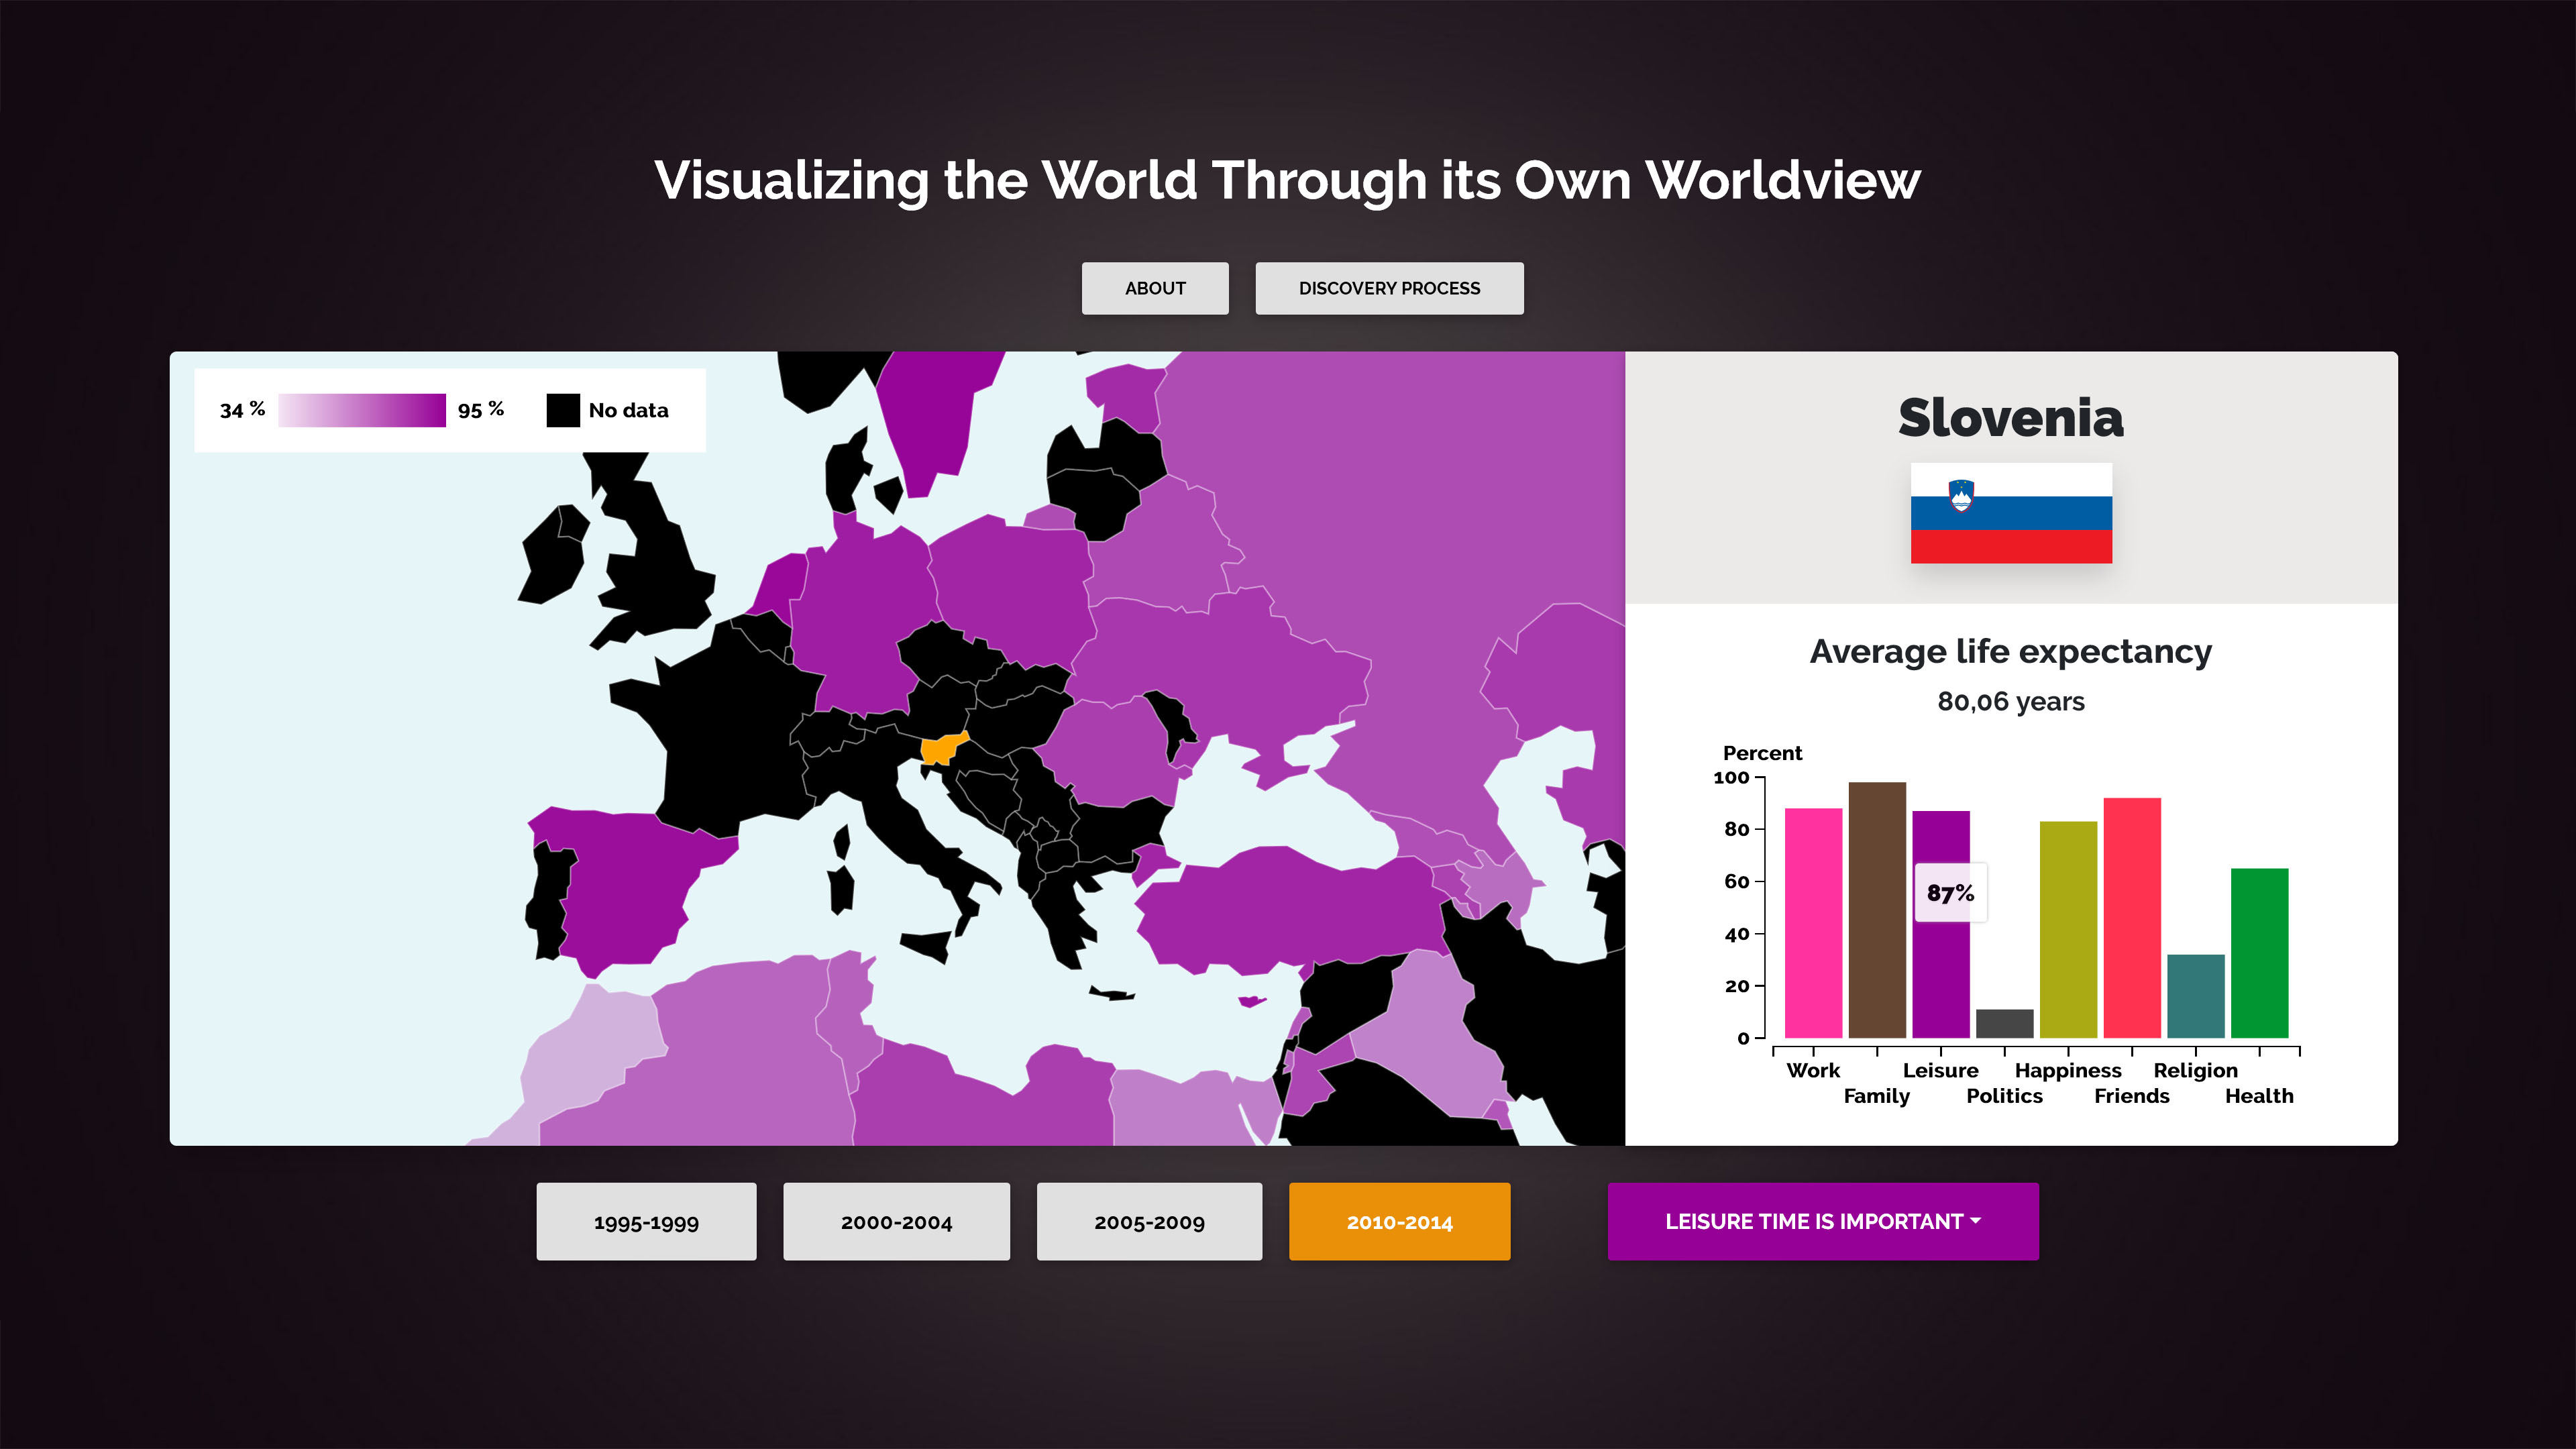 Visualizing the World Through its Own Worldview
ABOUT
DISCOVERY PROCESS
34 %
95 %
No data
Slovenia
Average life expectancy
80,06 years
Percent
100
80
60
40
20
0
87%
Work
Leisure
Happiness
Religion
Family
Politics
Friends
Health
1995-1999
2000-2004
2005-2009
2010-2014
LEISURE TIME IS IMPORTANT